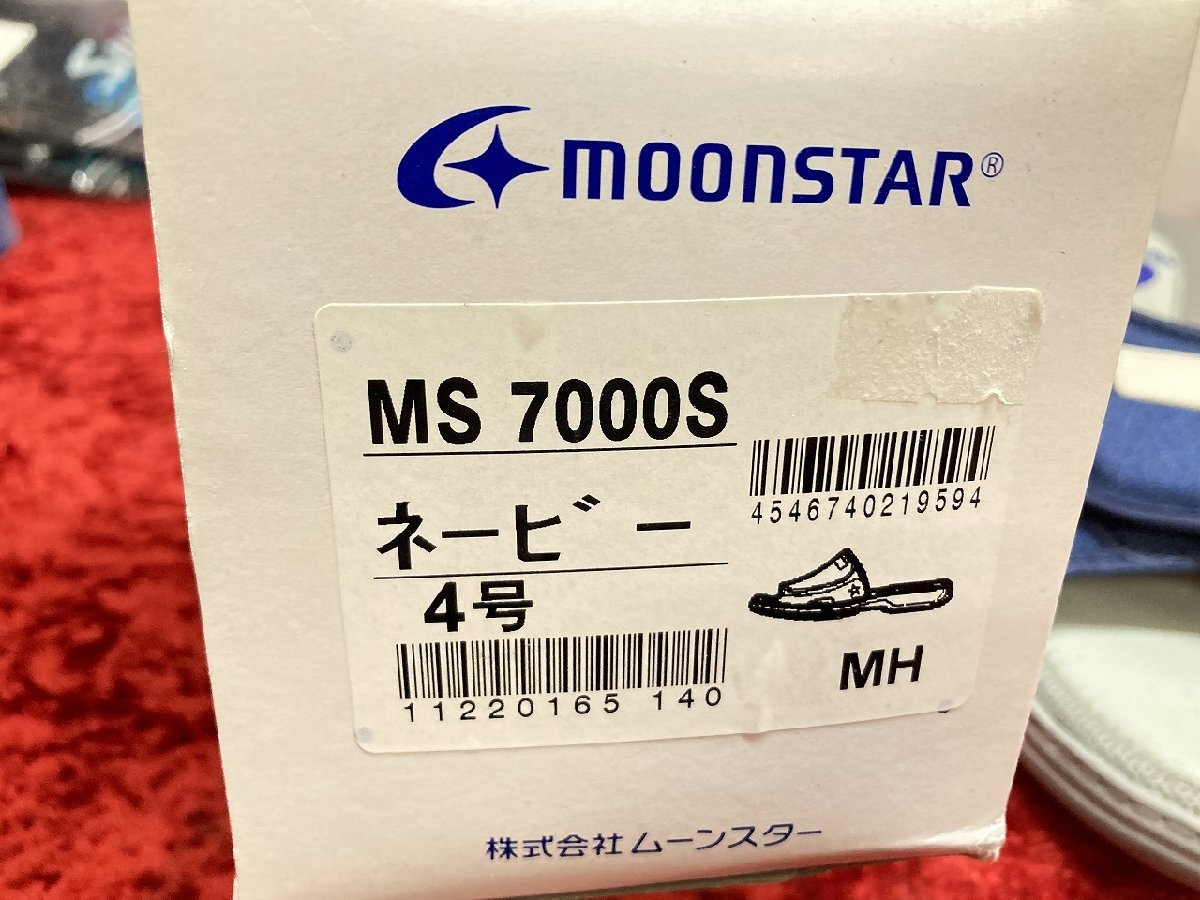 MOONSTAR®
MS 7000S
ネービー
4号
4546740219594
11220165 140
MH
株式会社ムーンスター